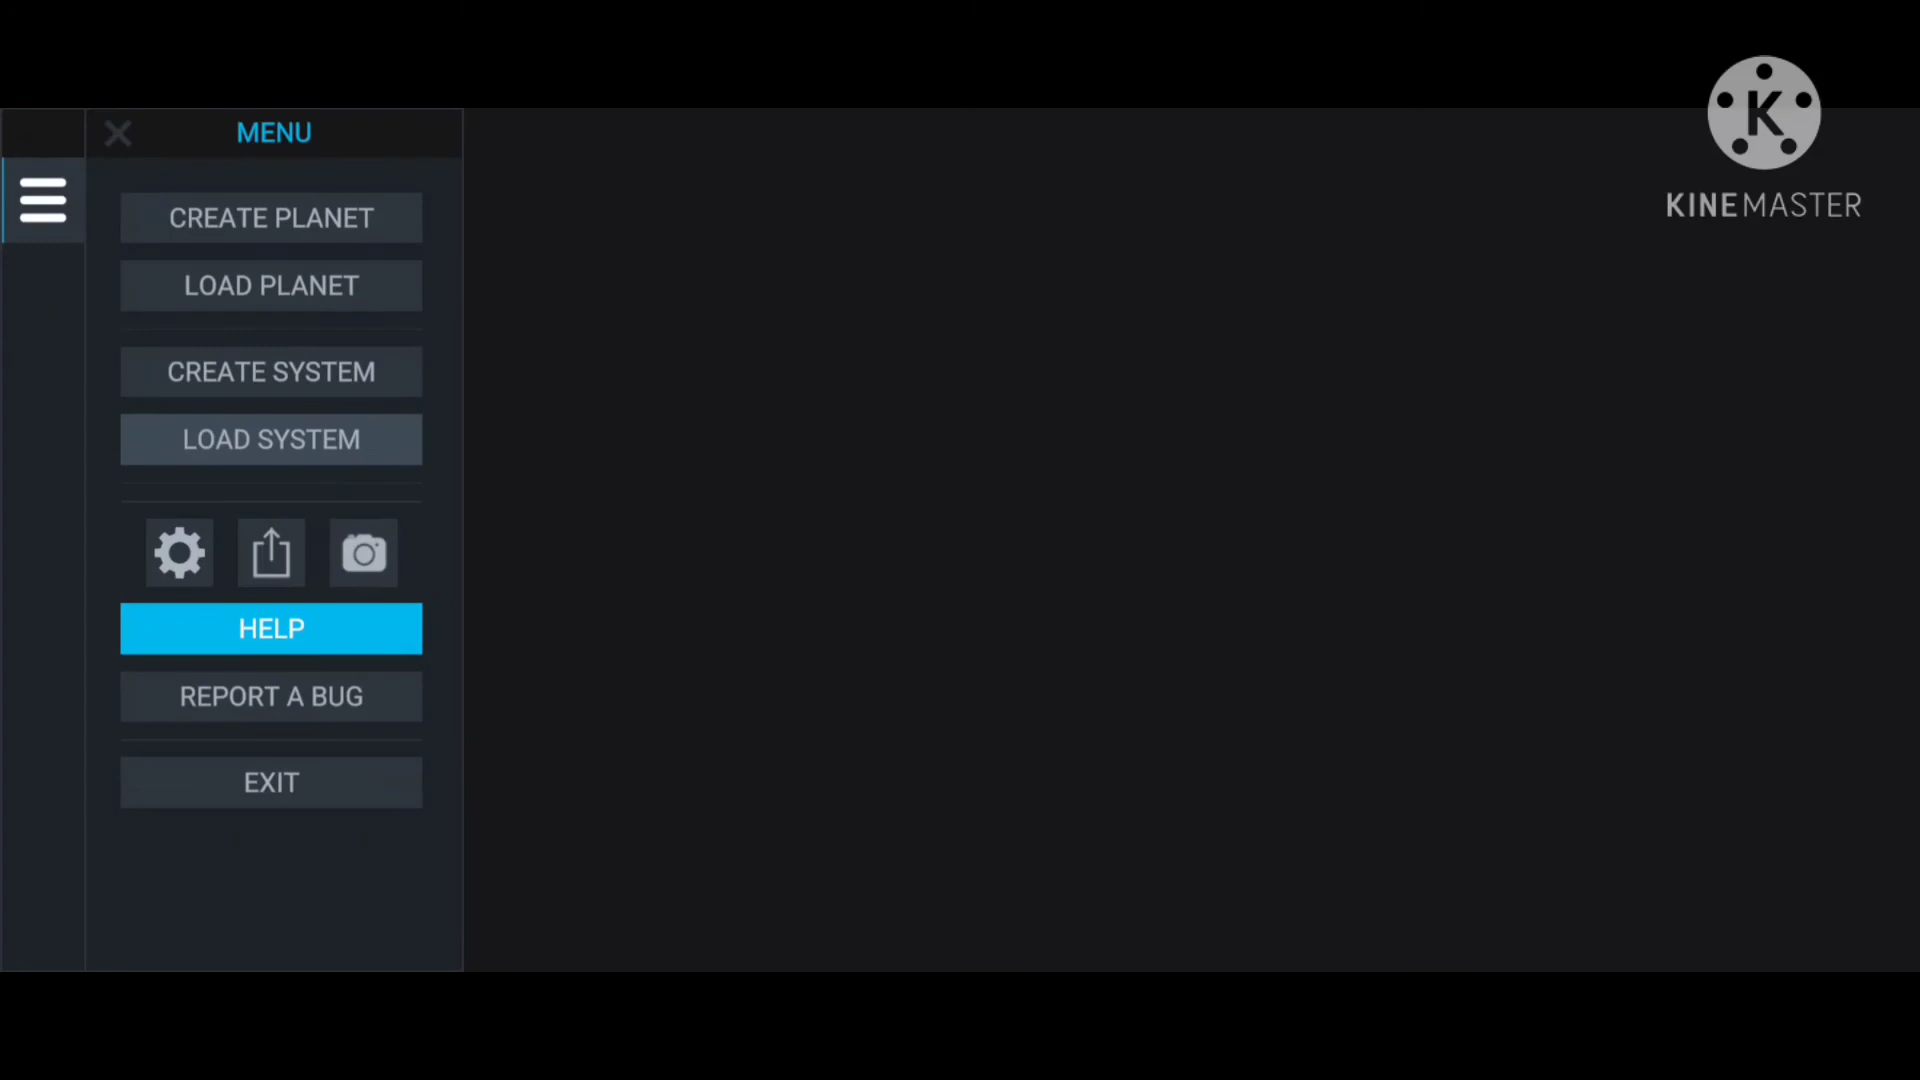 MENU
CREATE PLANET
LOAD PLANET
CREATE SYSTEM
LOAD SYSTEM
HELP
REPORT A BUG
EXIT
K
KINEMASTER